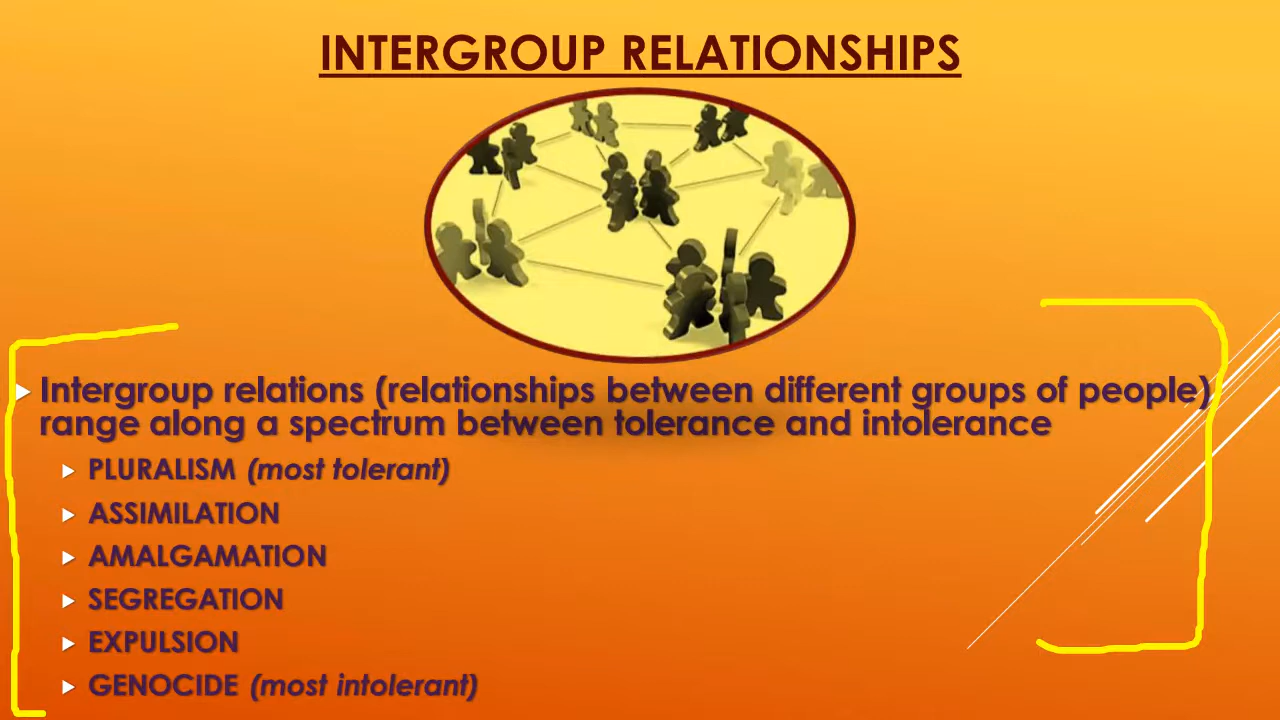 INTERGROUP RELATIONSHIPS
Intergroup relations (relationships between different groups of people)
range along a spectrum between tolerance and intolerance
PLURALISM (most tolerant)
ASSIMILATION
AMALGAMATION
SEGREGATION
EXPULSION
GENOCIDE (most intolerant)